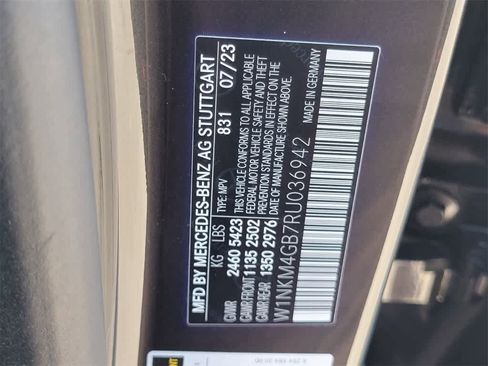 MFD BY MERCEDES-BENZ AG STUTTGART
831 07/23
KG LBS TYPE: MPV
GVWR 2460 5423
GAWR FRONT 1135 2502
GAWR REAR 1350 2976
THIS VEHICLE CONFORMS TO ALL APPLICABLE
FEDERAL MOTOR VEHICLE SAFETY AND THEFT
PREVENTION STANDARDS IN EFFECT ON THE
DATE OF MANUFACTURE SHOWN ABOVE.
W1NKM4GB7RU036942
MADE IN GERMANY